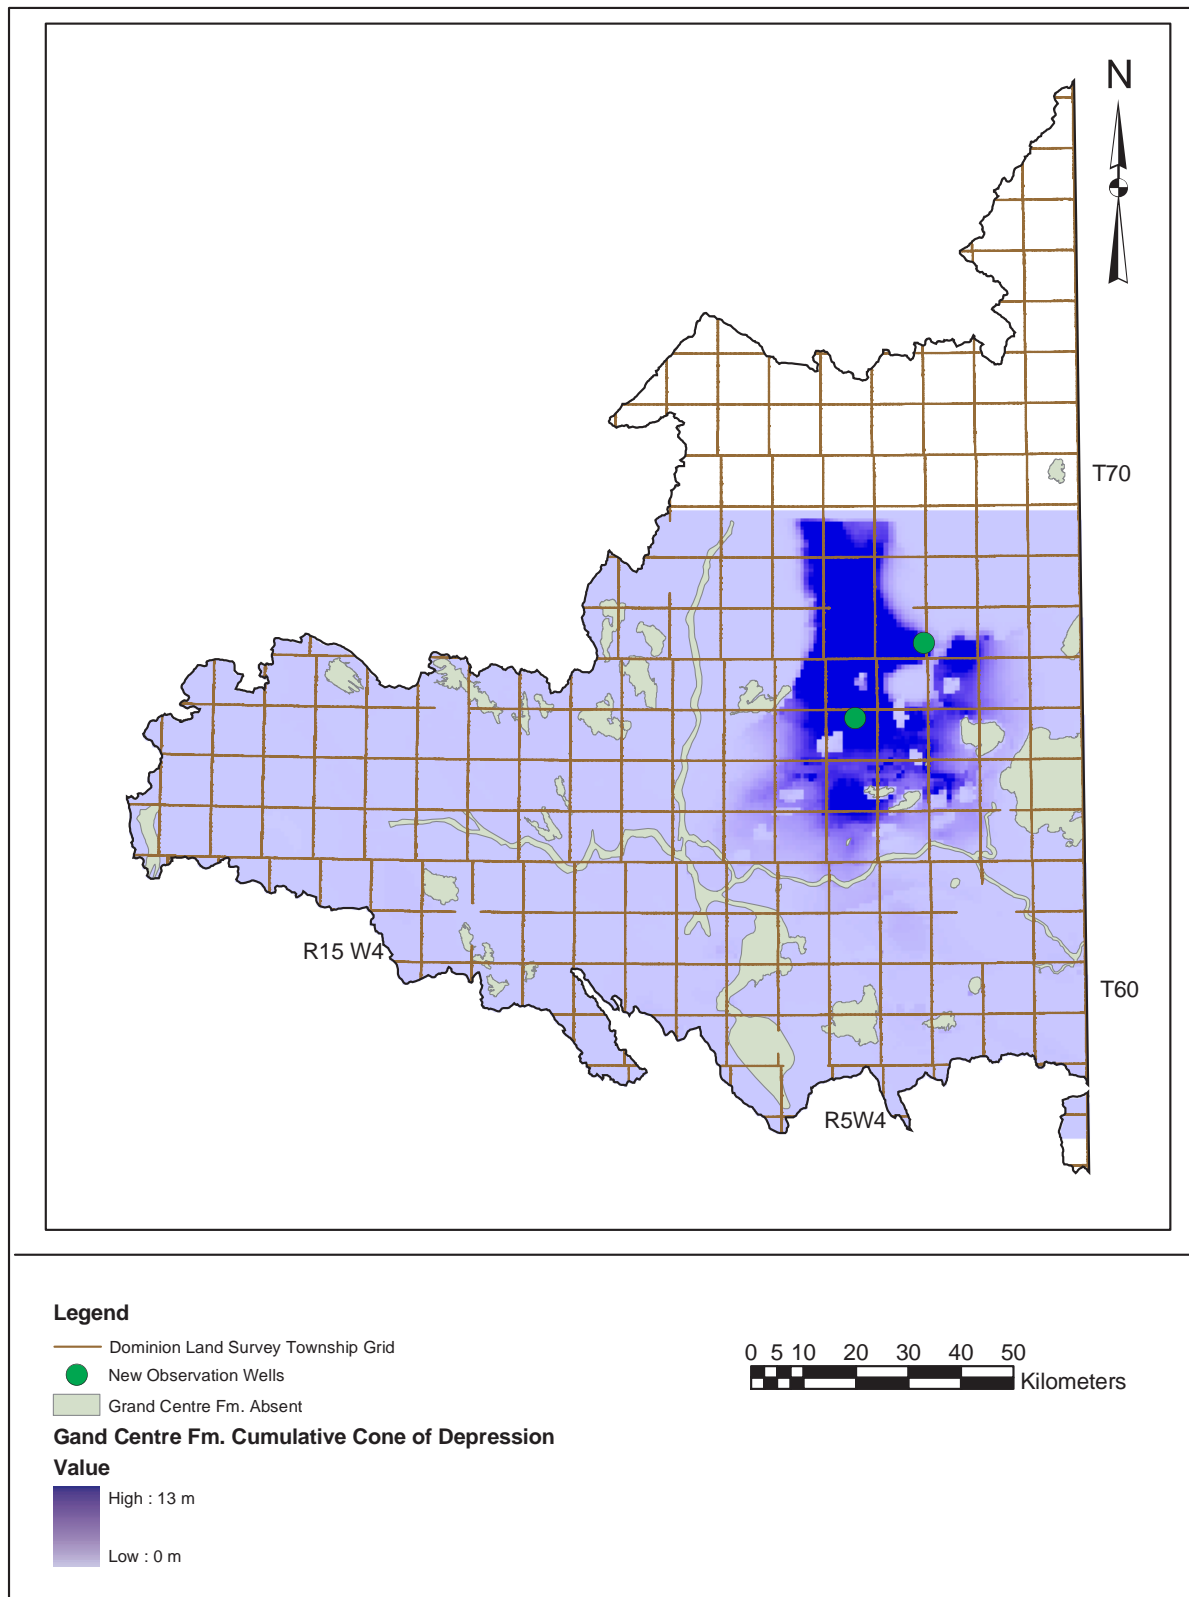 N
T70
R15 W4
T60
R5W4
Legend
Dominion Land Survey Township Grid
New Observation Wells
Grand Centre Fm. Absent
Gand Centre Fm. Cumulative Cone of Depression
Value
High : 13 m
Low : 0 m
0 5 10 20 30 40 50
Kilometers